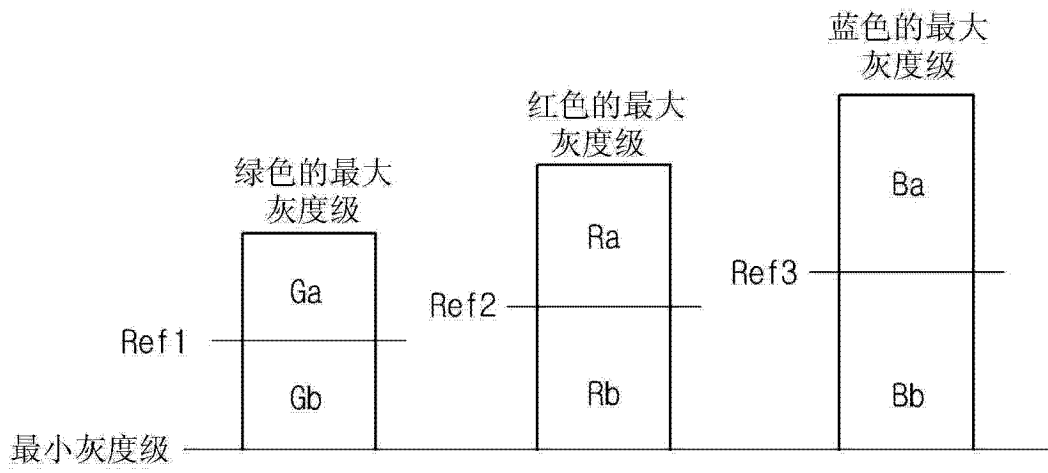 蓝色的最大
灰度级
红色的最大
灰度级
绿色的最大
灰度级
Ba
Ra
Ga
Ref3
Ref2
Ref1
Gb
Rb
Bb
最小灰度级